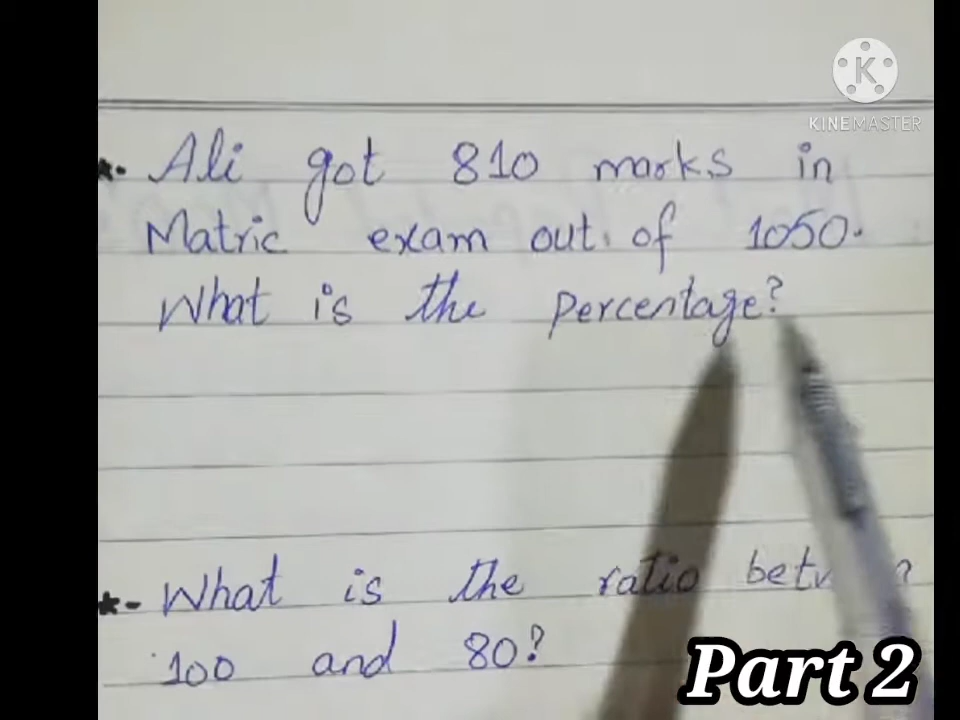 KINEMASTER
*. Ali got 810 marks in
Matric exam out of 1050.
What is the percentage?
*- What is the ratio
100 and 80?
Part 2